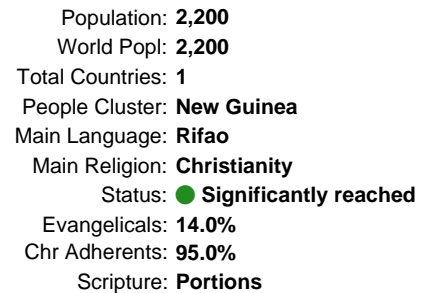 Population: 2,200
World Popl: 2,200
Total Countries: 1
People Cluster: New Guinea
Main Language: Rifao
Main Religion: Christianity
Status: Significantly reached
Evangelicals: 14.0%
Chr Adherents: 95.0%
Scripture: Portions